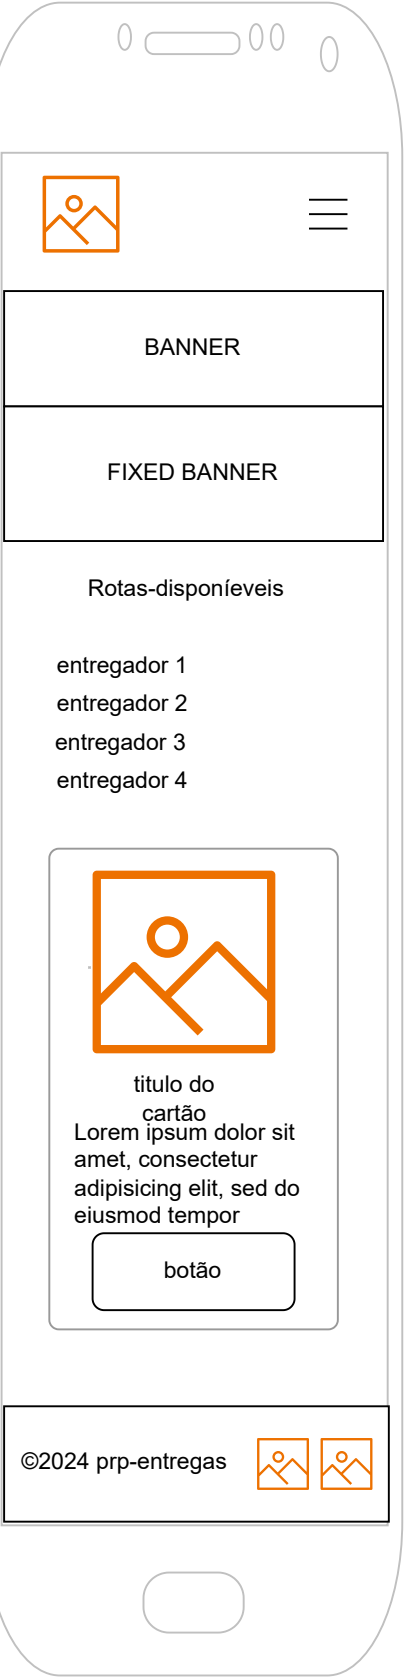 BANNER
FIXED BANNER
Rotas-disponíeveis
entregador 1
entregador 2
entregador 3
entregador 4
titulo do
cartão
Lorem ipsum dolor sit
amet, consectetur
adipisicing elit, sed do
eiusmod tempor
botão
©2024 prp-entregas